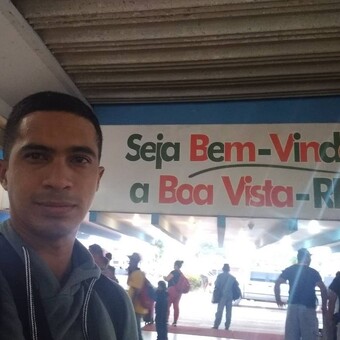 Seja Bem-Vind
a Boa Vista-R